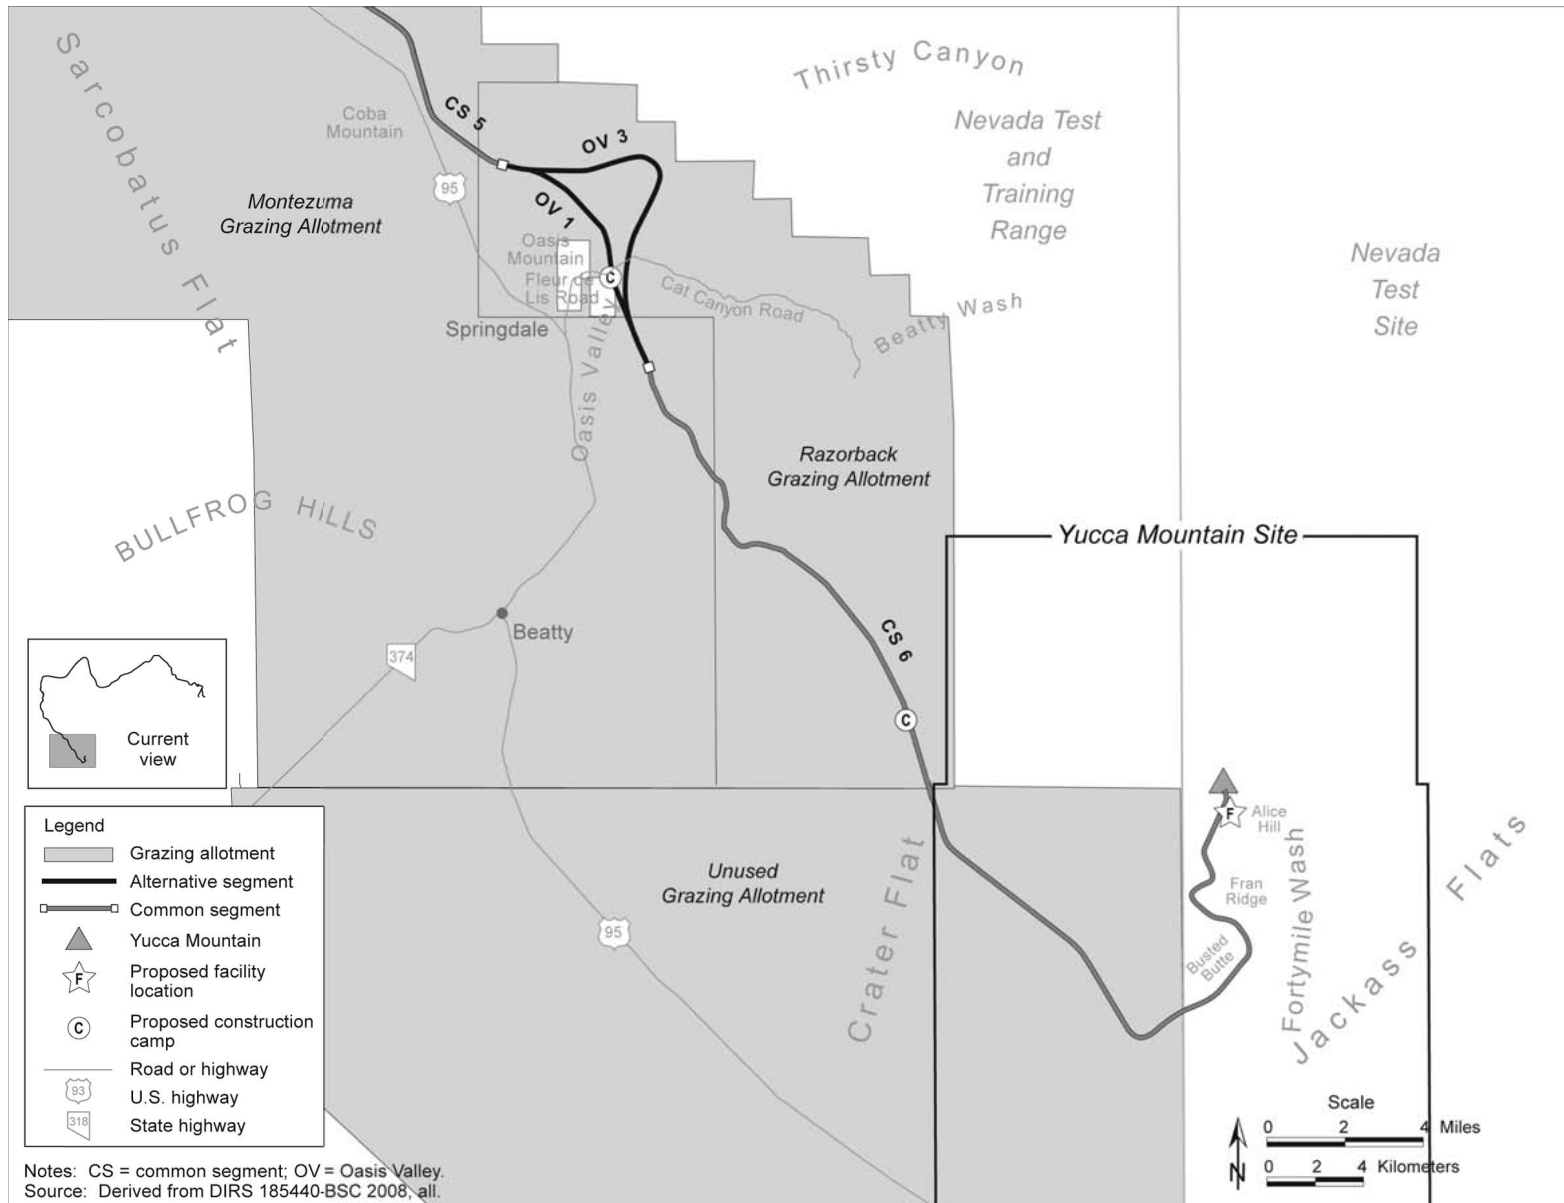 Sarcobatus Flat
Thirsty Canyon
Nevada Test
and
Training
Range
Nevada
Test
Site
Coba
Mountain
CS 5
OV 3
95
OV 1
Montezuma
Grazing Allotment
Oasis
Mountain
Fleur de
Lis Road
C
Cat Canyon Road
Beatty Wash
Springdale
Oasis Valley
Razorback
Grazing Allotment
BULLFROG HiLLS
Yucca Mountain Site
Beatty
374
CS 6
C
Current
view
F
Alice
Hill
Fran
Ridge
Busted
Butte
Fortymile Wash
Jackass Flats
Unused
Grazing Allotment
Crater Flat
95
Legend
Grazing allotment
Alternative segment
Common segment
Yucca Mountain
F
Proposed facility
location
C
Proposed construction
camp
Road or highway
93
U.S. highway
318
State highway
Scale
0 2 4 Miles
0 2 4 Kilometers
N
Notes: CS = common segment; OV = Oasis Valley.
Source: Derived from DIRS 185440-BSC 2008, all.